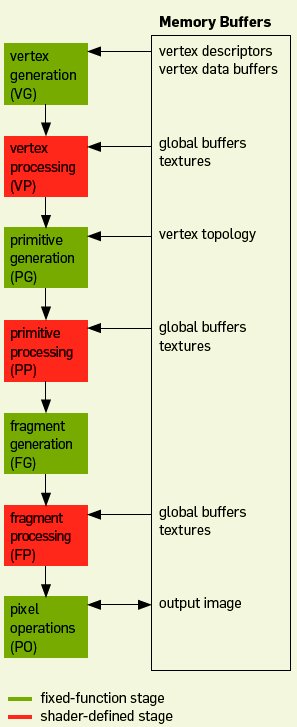 Memory Buffers
vertex
generation
(VG)
vertex descriptors
vertex data buffers
vertex
processing
(VP)
global buffers
textures
primitive
generation
(PG)
vertex topology
primitive
processing
(PP)
global buffers
textures
fragment
generation
(FG)
fragment
processing
(FP)
global buffers
textures
pixel
operations
(PO)
output image
fixed-function stage
shader-defined stage